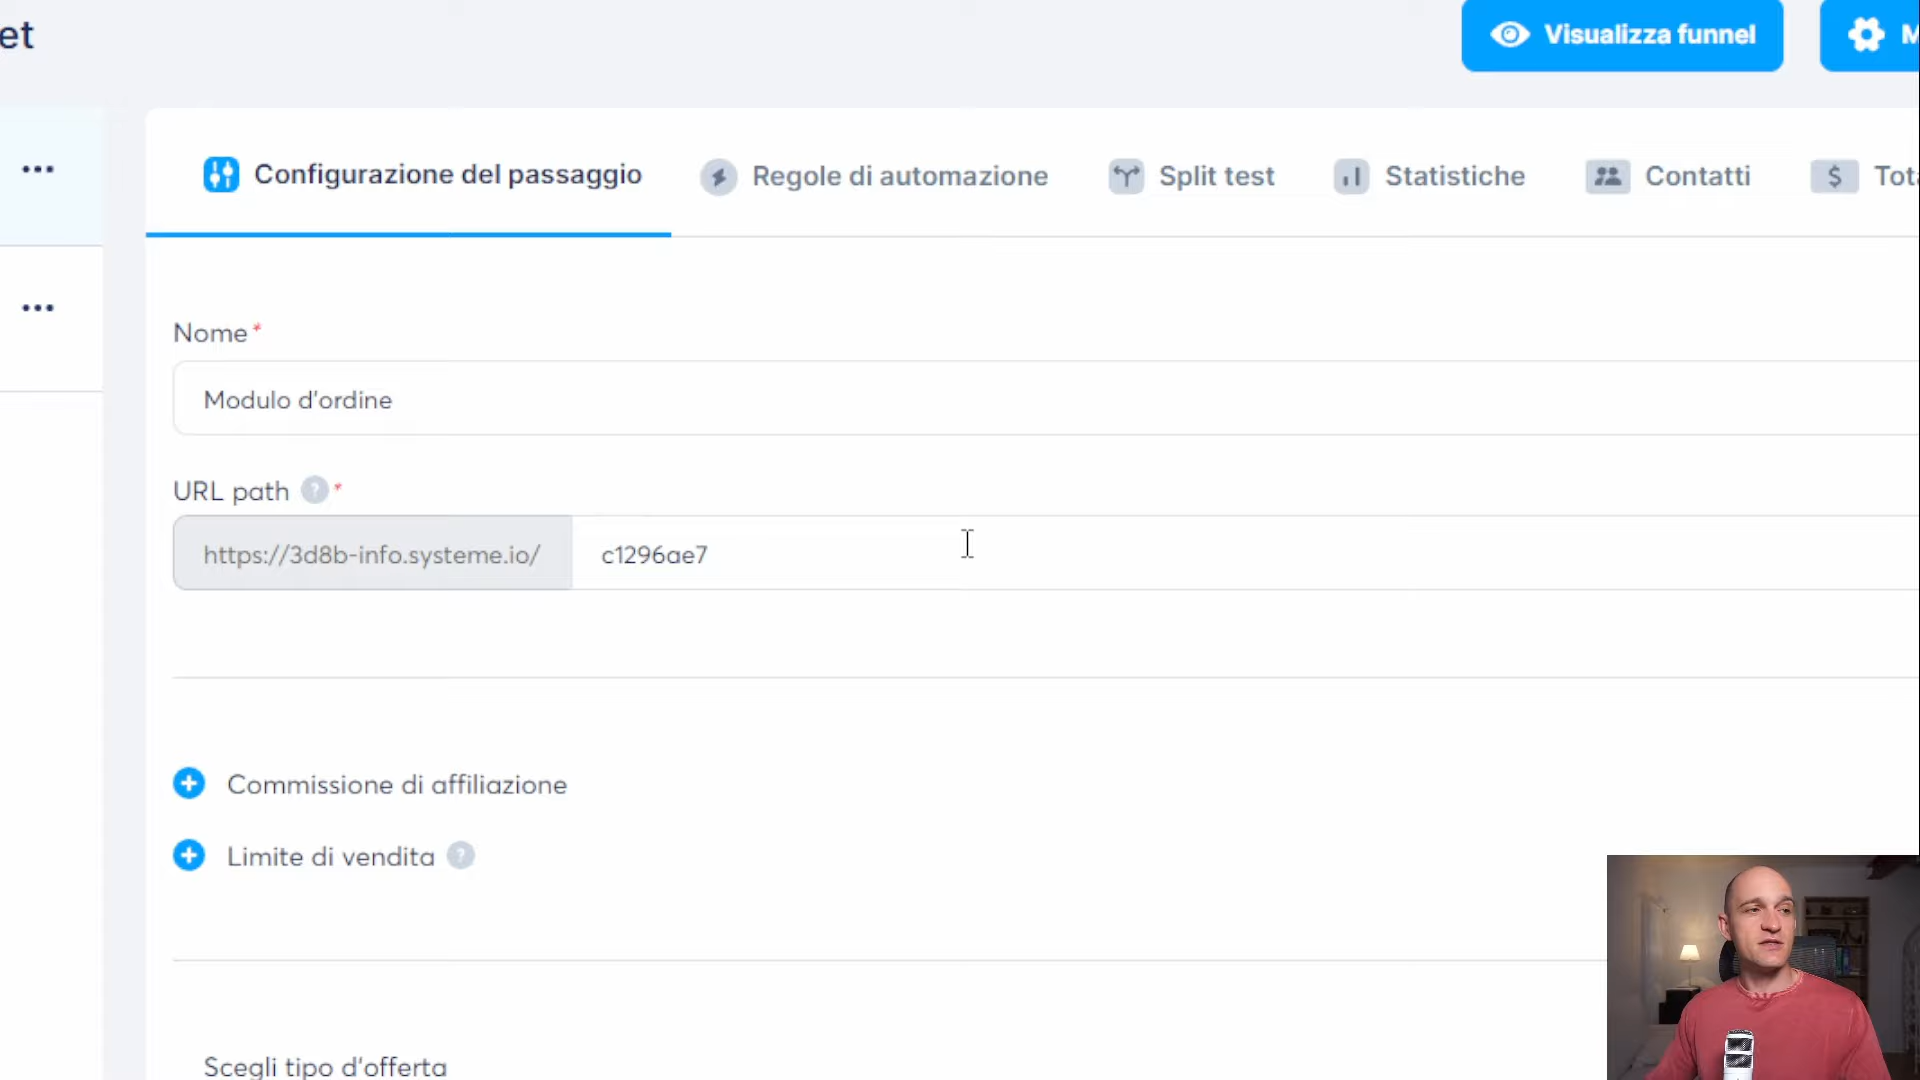 et
Visualizza funnel
Configurazione del passaggio
Regole di automazione
Split test
Statistiche
Contatti
Nome*
Modulo d'ordine
URL path ? *
https://3d8b-info.systeme.io/ c1296ae7
Commissione di affiliazione
Limite di vendita ?
Scegli tipo d'offerta